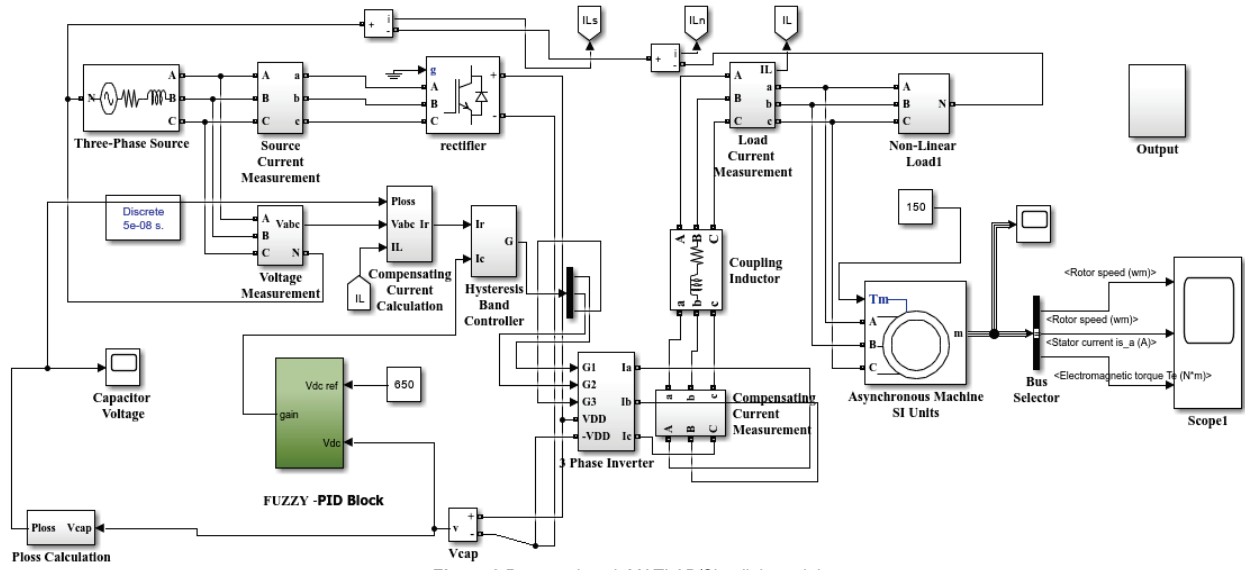 ILs
ILn
IL
+
i
-
+
i
-
N
A
B
C
Three-Phase Source
A
B
C
a
b
c
Source
Current
Measurement
g
A
B
C
+
-
rectifier
A
B
C
IL
a
b
c
Load
Current
Measurement
A
B
C
N
Non-Linear
Load1
Output
Discrete
5e-08 s.
A
B
C
Vabc
N
Voltage
Measurement
Ploss
Vabc
IL
Ir
Compensating
Current
Calculation
IL
Ir
Ic
G
Hysteresis
Band
Controller
A
B
C
a
b
c
Coupling
Inductor
150
Tm
A
B
C
m
Asynchronous Machine
SI Units
<Rotor speed (wm)>
<Rotor speed (wm)>
<Stator current is_a (A)>
<Electromagnetic torque Te (N*m)>
Bus
Selector
Scope1
Capacitor
Voltage
Vdc ref
gain
Vdc
650
FUZZY -PID Block
G1
G2
G3
VDD
-VDD
Ia
Ib
Ic
3 Phase Inverter
a
b
c
A
B
C
Compensating
Current
Measurement
Ploss
Vcap
Ploss Calculation
v
+
-
Vcap